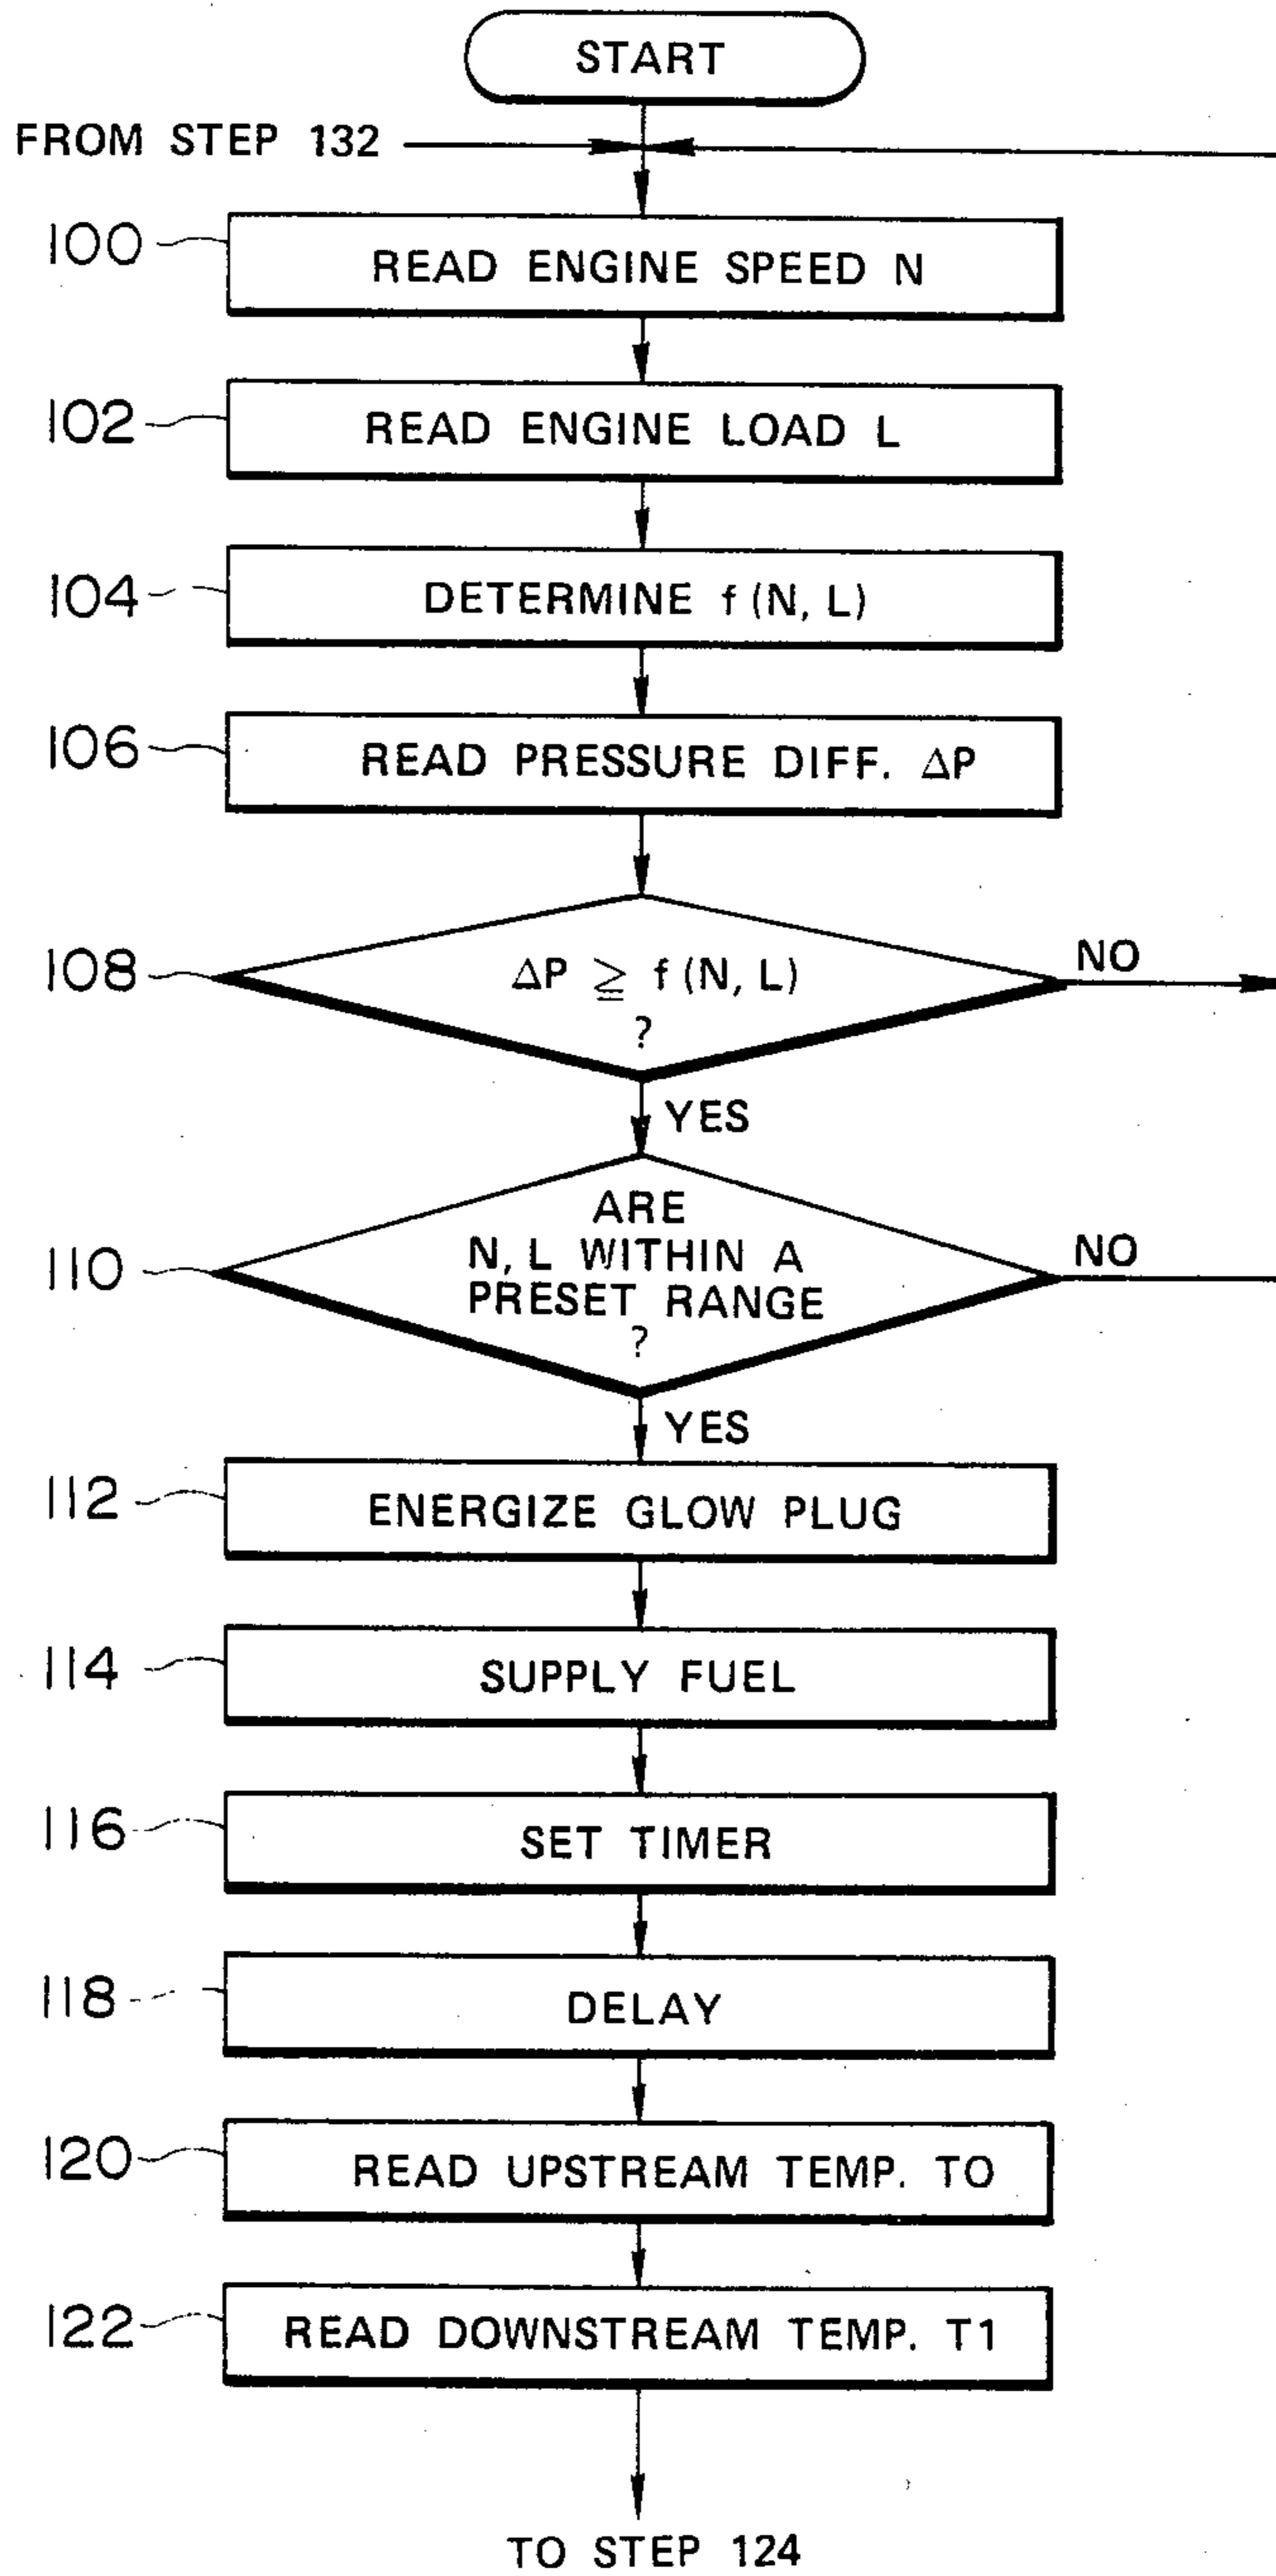 START
FROM STEP 132
100
READ ENGINE SPEED N
102
READ ENGINE LOAD L
104
DETERMINE f (N, L)
106
READ PRESSURE DIFF. ΔP
108
ΔP ≧ f (N, L)
?
NO
YES
110
ARE
N, L WITHIN A
PRESET RANGE
?
NO
YES
112
ENERGIZE GLOW PLUG
114
SUPPLY FUEL
116
SET TIMER
118
DELAY
120
READ UPSTREAM TEMP. TO
122
READ DOWNSTREAM TEMP. T1
TO STEP 124